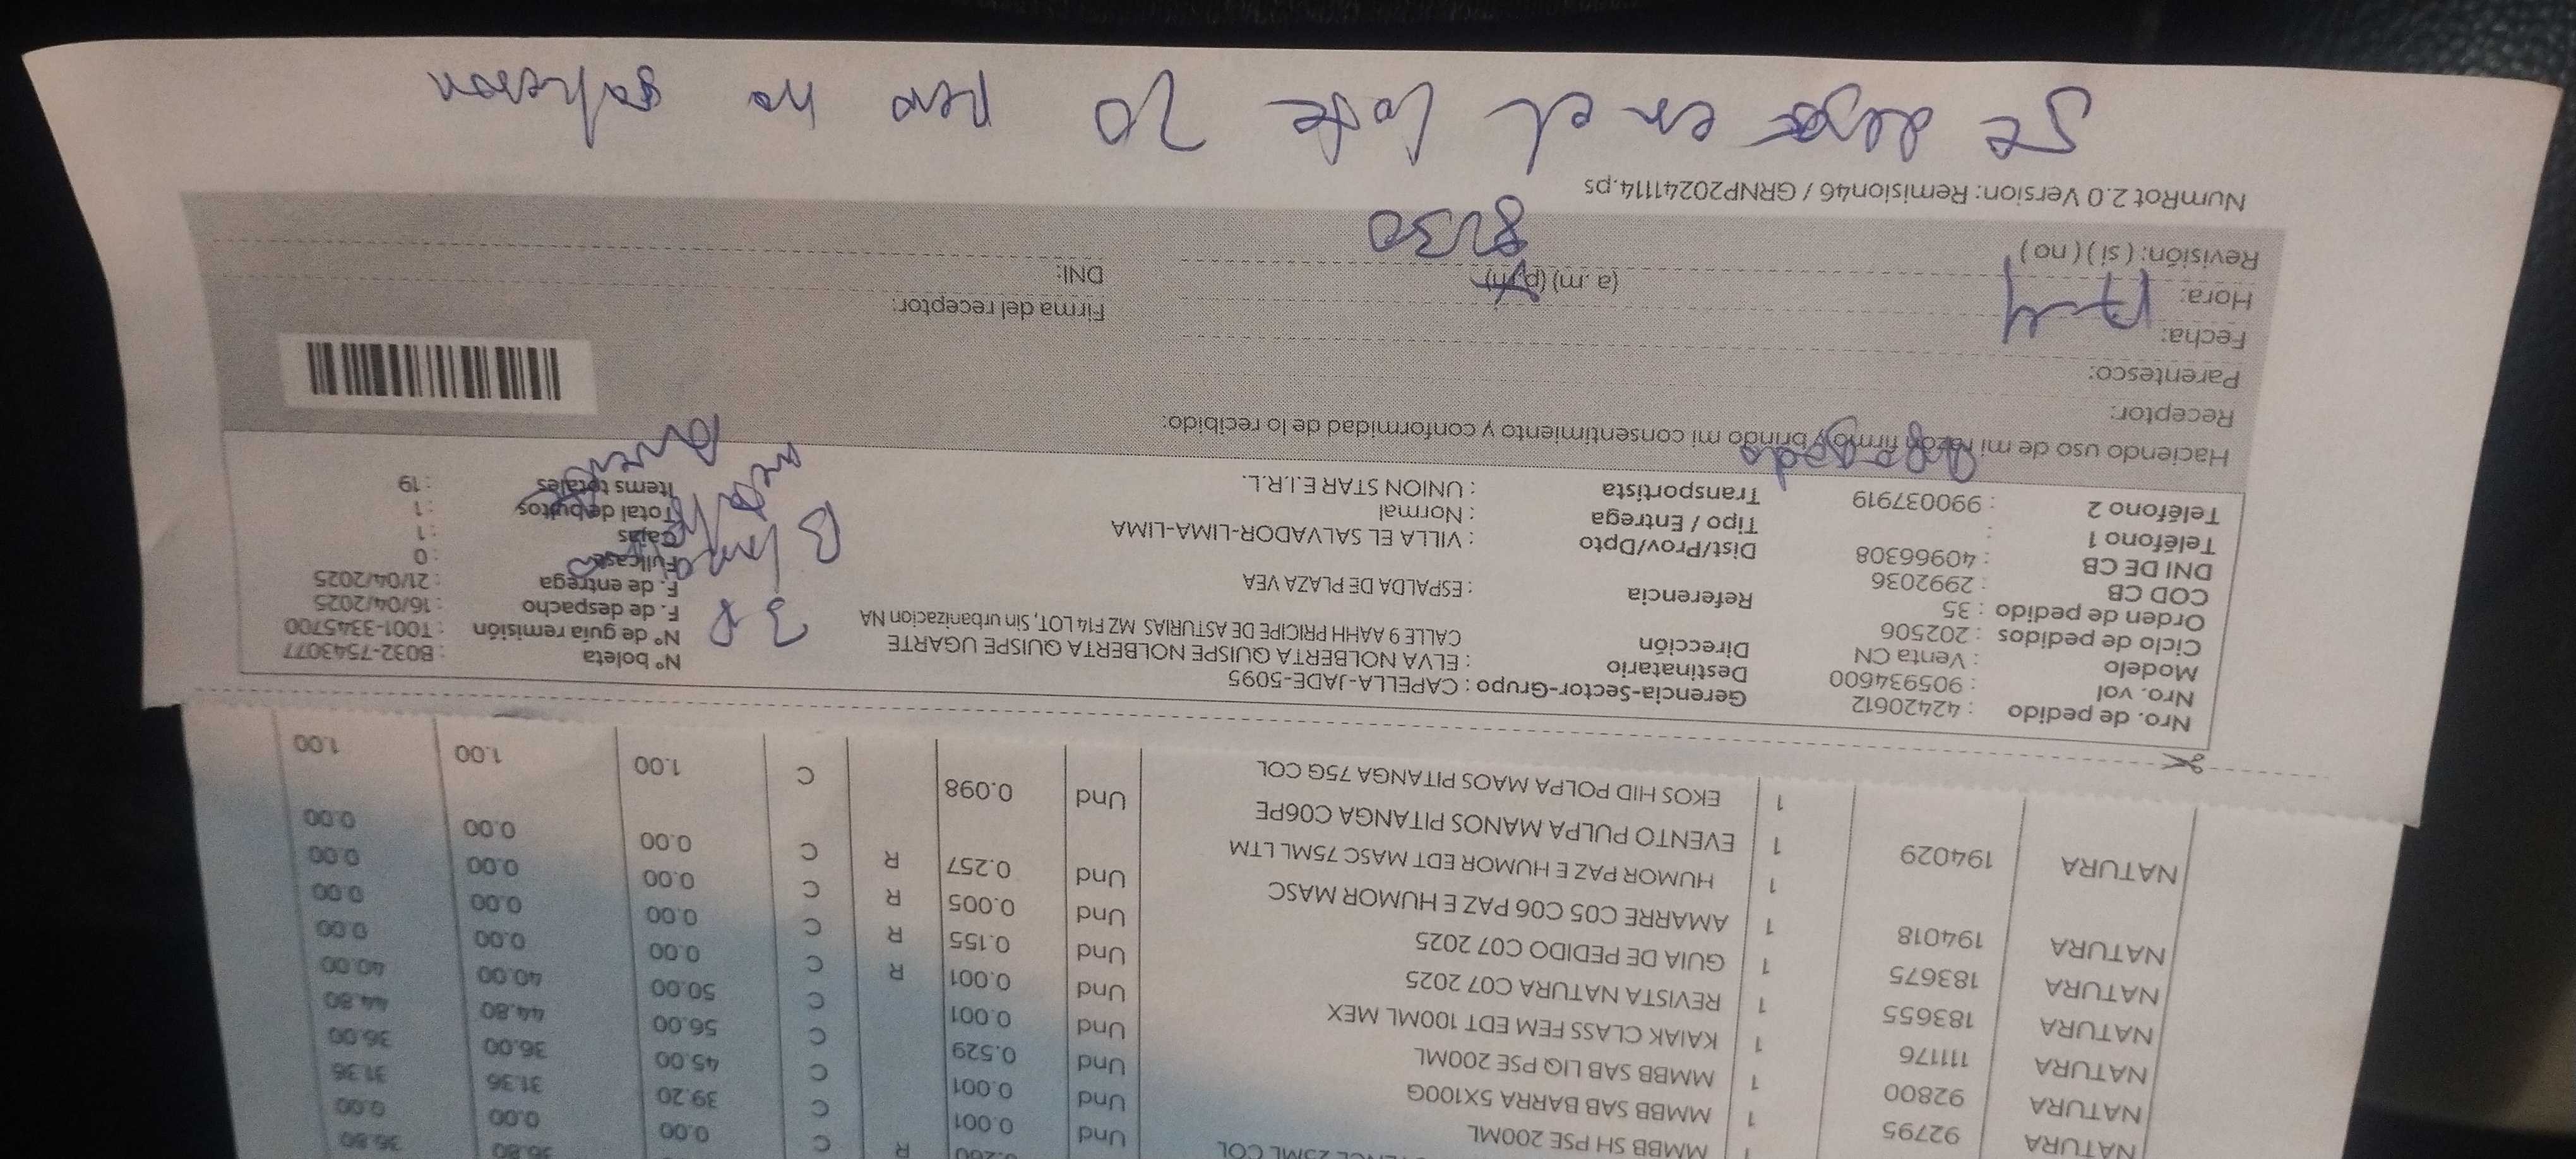 NATURA 92795 1 MMBB SH PSE 200ML Und 0.001 C 39.20 31.36 31.36
NATURA 92800 1 MMBB SAB BARRA 5X100G Und 0.001 C 45.00 36.00 36.00
NATURA 111176 1 MMBB SAB LIQ PSE 200ML Und 0.529 C 56.00 44.80 44.80
NATURA 183655 1 KAIAK CLASS FEM EDT 100ML MEX Und 0.001 C 50.00 40.00 40.00
NATURA 183675 1 REVISTA NATURA C07 2025 Und 0.001 R C 0.00 0.00 0.00
NATURA 194018 1 GUIA DE PEDIDO C07 2025 Und 0.155 R C 0.00 0.00 0.00
1 AMARRE C05 C06 PAZ E HUMOR MASC Und 0.005 R C 0.00 0.00 0.00
NATURA 194029 1 HUMOR PAZ E HUMOR EDT MASC 75ML LTM Und 0.257 R C 0.00 0.00 0.00
1 EVENTO PULPA MANOS PITANGA C06PE
1 EKOS HID POLPA MAOS PITANGA 75G COL Und 0.098 C 1.00 1.00 1.00
Nro. de pedido : 42420612 Gerencia-Sector-Grupo : CAPELLA-JADE-5095 N° boleta : B032-7543077
Nro. vol : 905934600 Destinatario : ELVA NOLBERTA QUISPE NOLBERTA QUISPE UGARTE N° de guia remisión : T001-3345700
Modelo : Venta CN Dirección CALLE 9 AAHH PRICIPE DE ASTURIAS MZ F14 LOT, Sin urbanizacion NA F. de despacho : 16/04/2025
Ciclo de pedidos : 202506 Referencia : ESPALDA DE PLAZA VEA F. de entrega : 21/04/2025
Orden de pedido : 35 Dist/Prov/Dpto : VILLA EL SALVADOR-LIMA-LIMA Fullcase : 0
COD CB : 2992036 Tipo / Entrega : Normal Cajas : 1
DNI DE CB : 40966308 Transportista : UNION STAR E.I.R.L. Total de bultos : 1
Teléfono 1 : Items totales : 19
Teléfono 2 : 990037919
3 P
Haciendo uso de mi razón firmo y brindo mi consentimiento y conformidad de lo recibido:
Receptor:
Parentesco:
Fecha:
Hora: (a .m) (p.m) Firma del receptor:
Revisión: ( si ) ( no ) 8:30 DNI:
NumRot 2.0 Version: Remision46 / GRNP20241114.ps
Se dejo en el lote 20 pero no